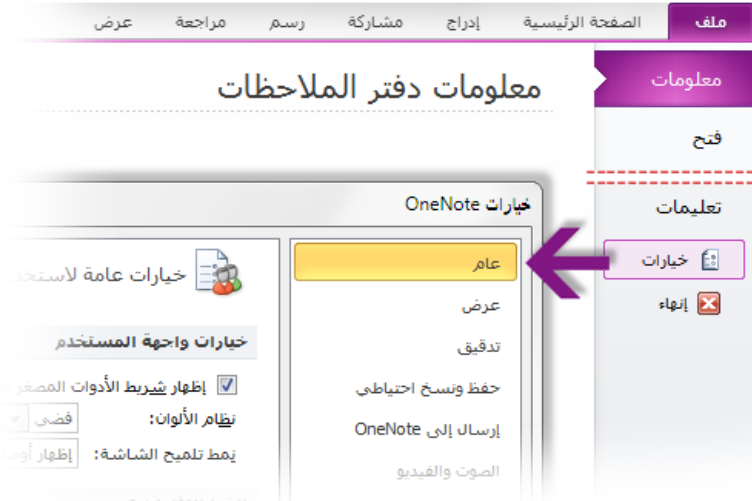 ملف
الصفحة الرئيسية
إدراج
مشاركة
رسم
مراجعة
عرض
معلومات
فتح
تعليمات
خيارات
إنهاء
معلومات دفتر الملاحظات
خيارات OneNote
عام
عرض
تدقيق
حفظ ونسخ احتياطي
إرسال إلى OneNote
الصوت والفيديو
خيارات عامة
خيارات واجهة المستخدم
إظهار شريط الأدوات المصغر
نظام الألوان: فضي
نمط تلميح الشاشة: إظهار